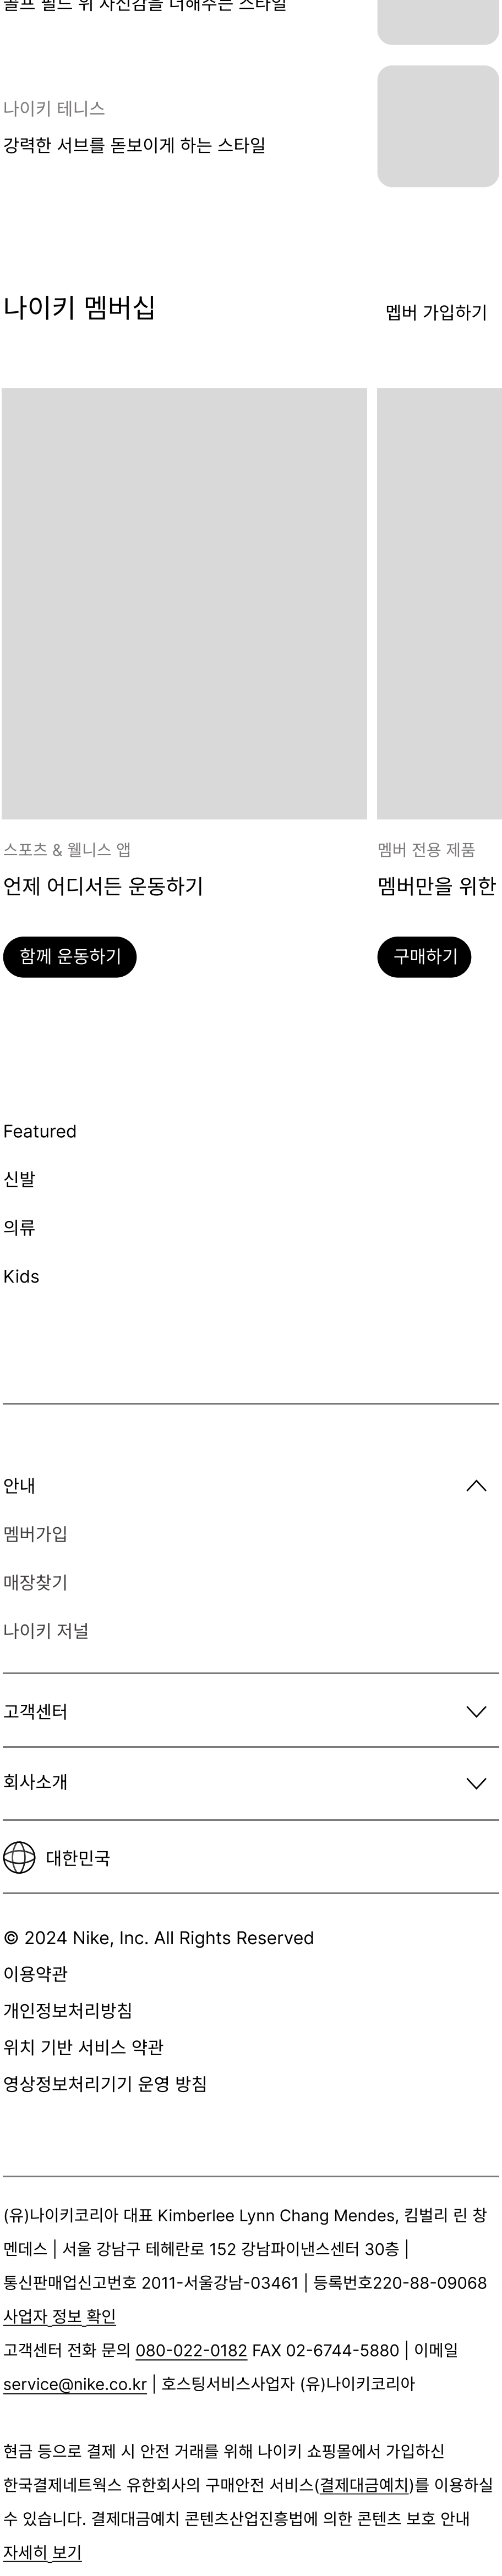 골프 필드 위 자신감을 더해주는 스타일
나이키 테니스
강력한 서브를 돋보이게 하는 스타일
나이키 멤버십
멥버 가입하기
스포츠 & 웰니스 앱
언제 어디서든 운동하기
함께 운동하기
멤버 전용 제품
멤버만을 위한
구매하기
Featured
신발
의류
Kids
안내
멤버가입
매장찾기
나이키 저널
고객센터
회사소개
대한민국
© 2024 Nike, Inc. All Rights Reserved
이용약관
개인정보처리방침
위치 기반 서비스 약관
영상정보처리기기 운영 방침
(유)나이키코리아 대표 Kimberlee Lynn Chang Mendes, 킴벌리 린 창
멘데스 | 서울 강남구 테헤란로 152 강남파이낸스센터 30층 |
통신판매업신고번호 2011-서울강남-03461 | 등록번호220-88-09068
사업자 정보 확인
고객센터 전화 문의 080-022-0182 FAX 02-6744-5880 | 이메일
service@nike.co.kr | 호스팅서비스사업자 (유)나이키코리아
현금 등으로 결제 시 안전 거래를 위해 나이키 쇼핑몰에서 가입하신
한국결제네트웍스 유한회사의 구매안전 서비스(결제대금예치)를 이용하실
수 있습니다. 결제대금예치 콘텐츠산업진흥법에 의한 콘텐츠 보호 안내
자세히 보기